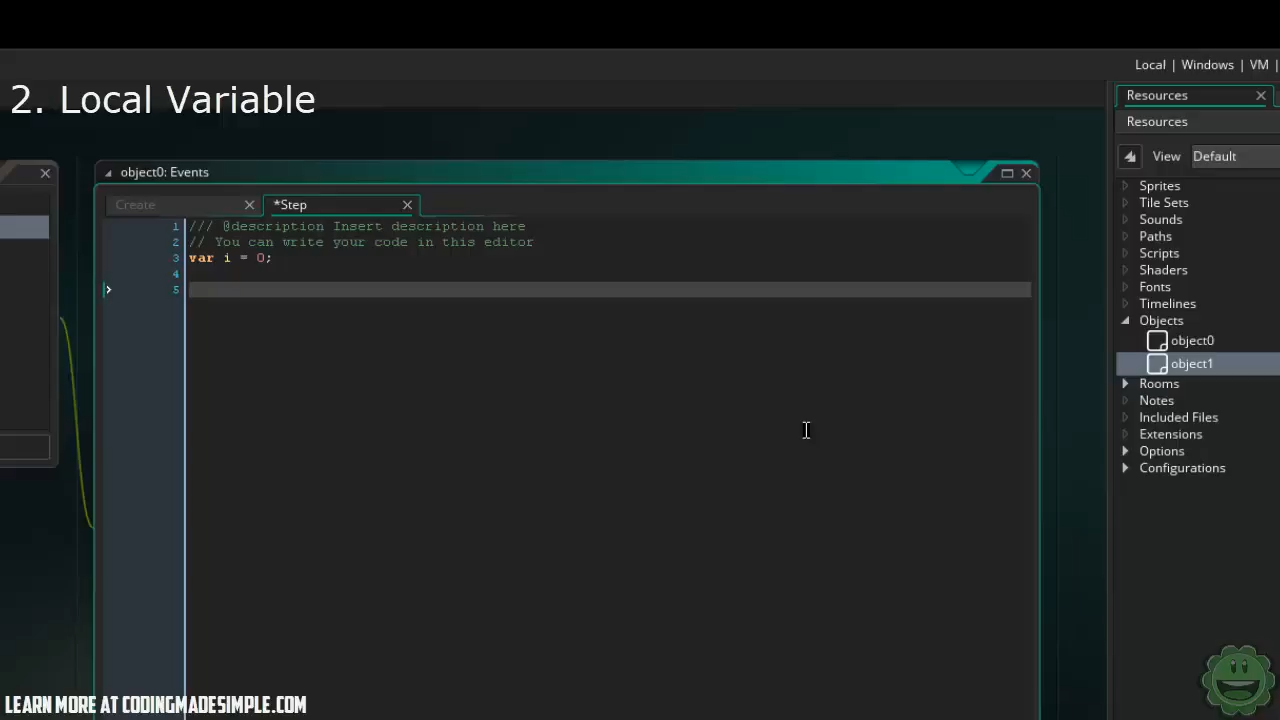 Local | Windows | VM |
2. Local Variable
Resources
Resources
View Default
object0: Events
Create
*Step
1 /// @description Insert description here
2 // You can write your code in this editor
3 var i = 0;
4
5
Sprites
Tile Sets
Sounds
Paths
Scripts
Shaders
Fonts
Timelines
Objects
object0
object1
Rooms
Notes
Included Files
Extensions
Options
Configurations
LEARN MORE AT CODINGMADESIMPLE.COM